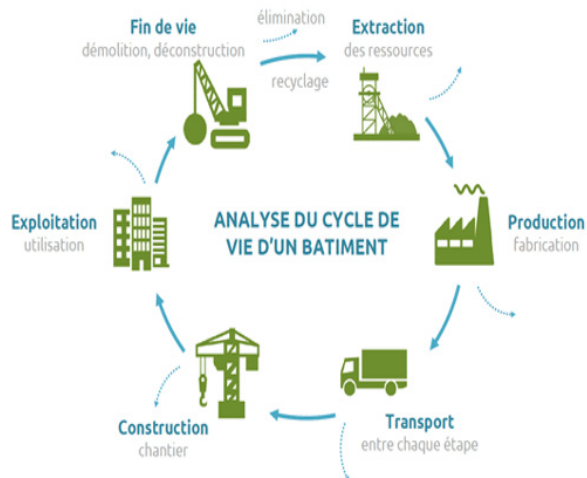 Fin de vie
démolition, déconstruction
élimination
recyclage
Extraction
des ressources
Production
fabrication
Transport
entre chaque étape
Construction
chantier
Exploitation
utilisation
ANALYSE DU CYCLE DE
VIE D'UN BATIMENT